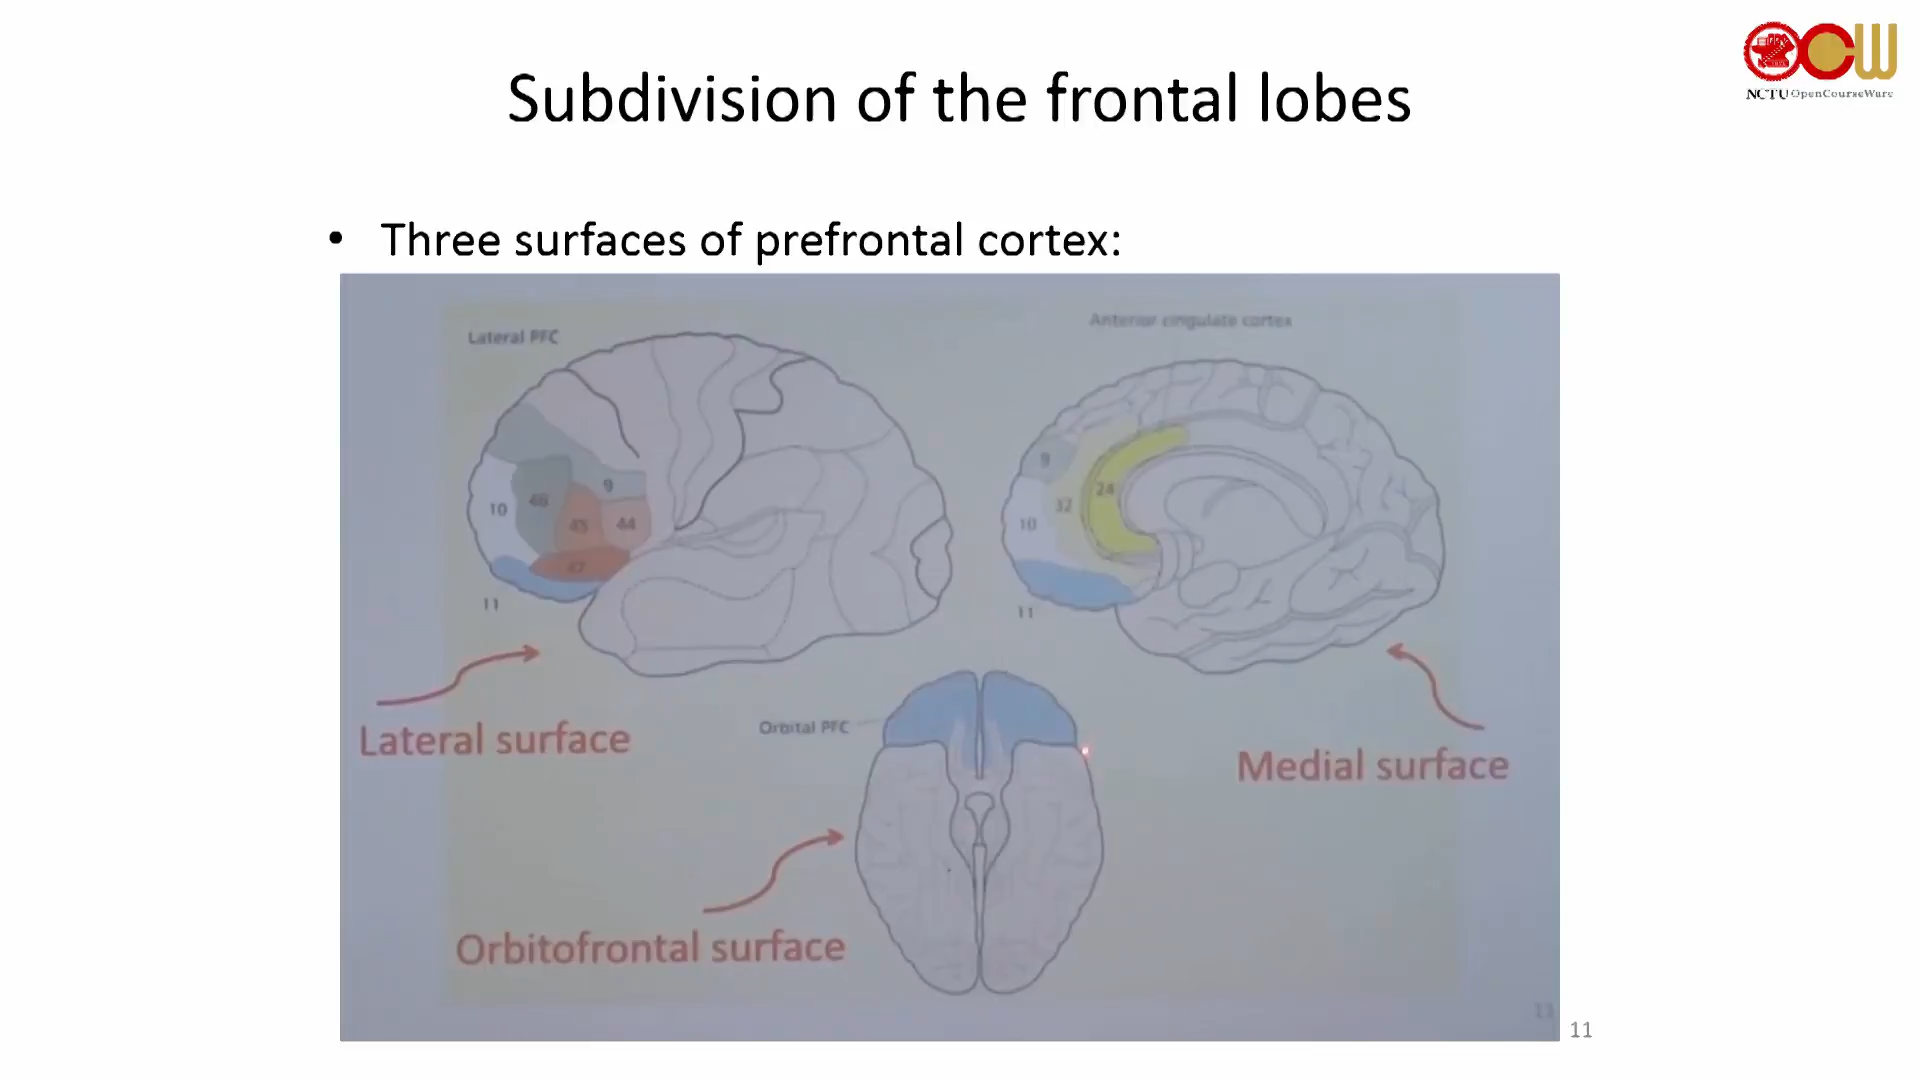 NCTU OpenCourseWare
Subdivision of the frontal lobes
• Three surfaces of prefrontal cortex:
Lateral PFC
Anterior cingulate cortex
9
46
10
45
44
47
11
9
24
32
10
11
Lateral surface
Orbital PFC
Medial surface
Orbitofrontal surface
13
11